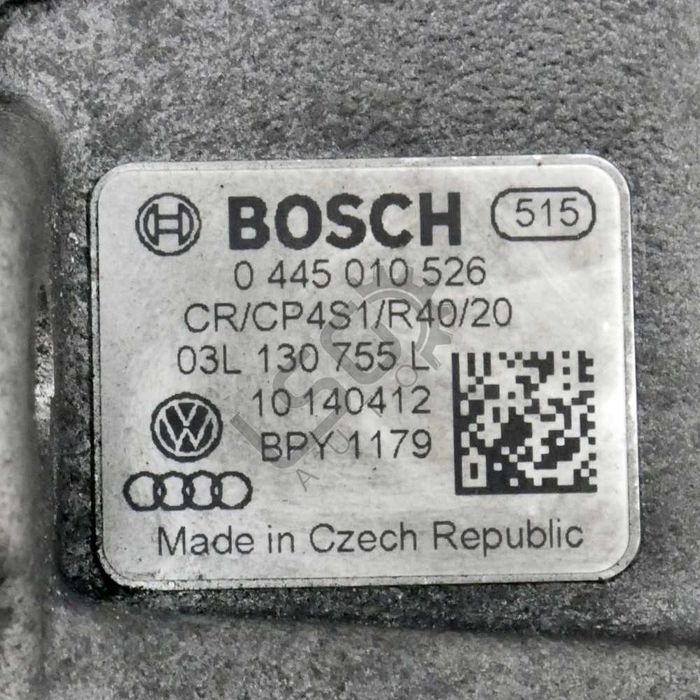 BOSCH 515
0 445 010 526
CR/CP4S1/R40/20
03L 130 755 L
10 140412
BPY 1179
Made in Czech Republic